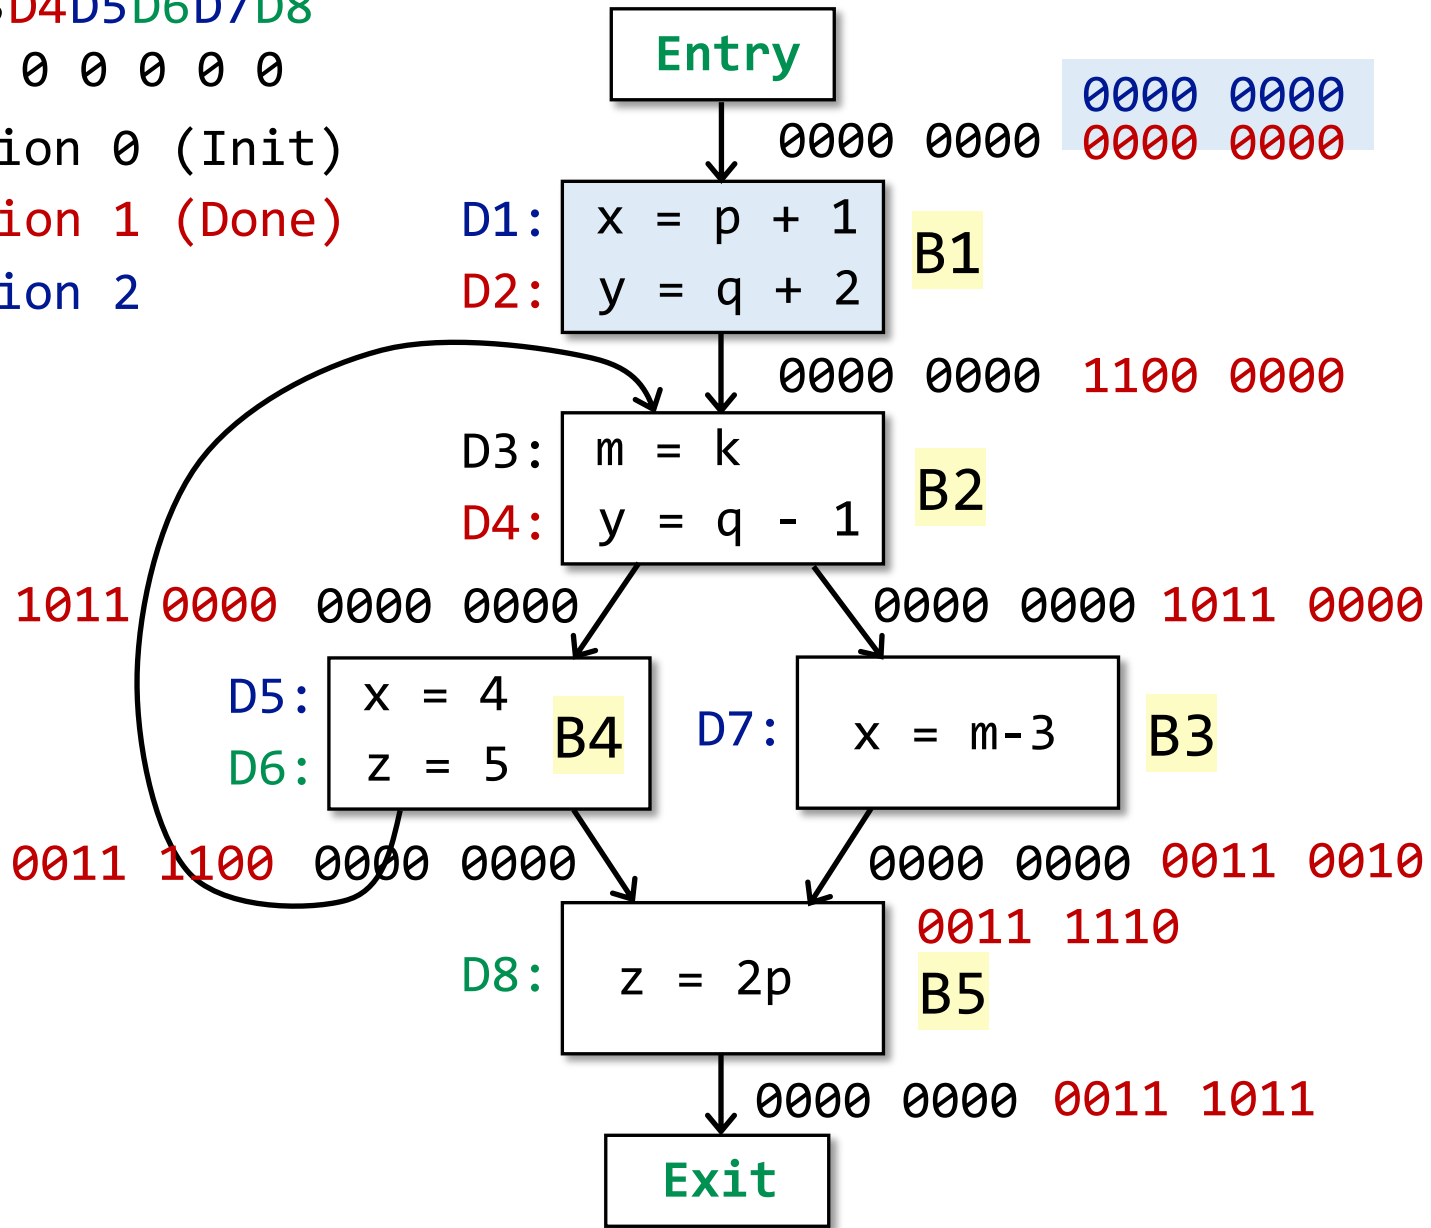 D4D5D6D7D8
0 0 0 0 0
ion 0 (Init)
ion 1 (Done)
ion 2
Entry
0000 0000
0000 0000 0000 0000
D1: x = p + 1
D2: y = q + 2
B1
0000 0000 1100 0000
D3: m = k
D4: y = q - 1
B2
1011 0000 0000 0000
0000 0000 1011 0000
D5: x = 4
D6: z = 5
B4
D7: x = m-3
B3
0011 1100 0000 0000
0000 0000 0011 0010
0011 1110
D8: z = 2p
B5
0000 0000 0011 1011
Exit